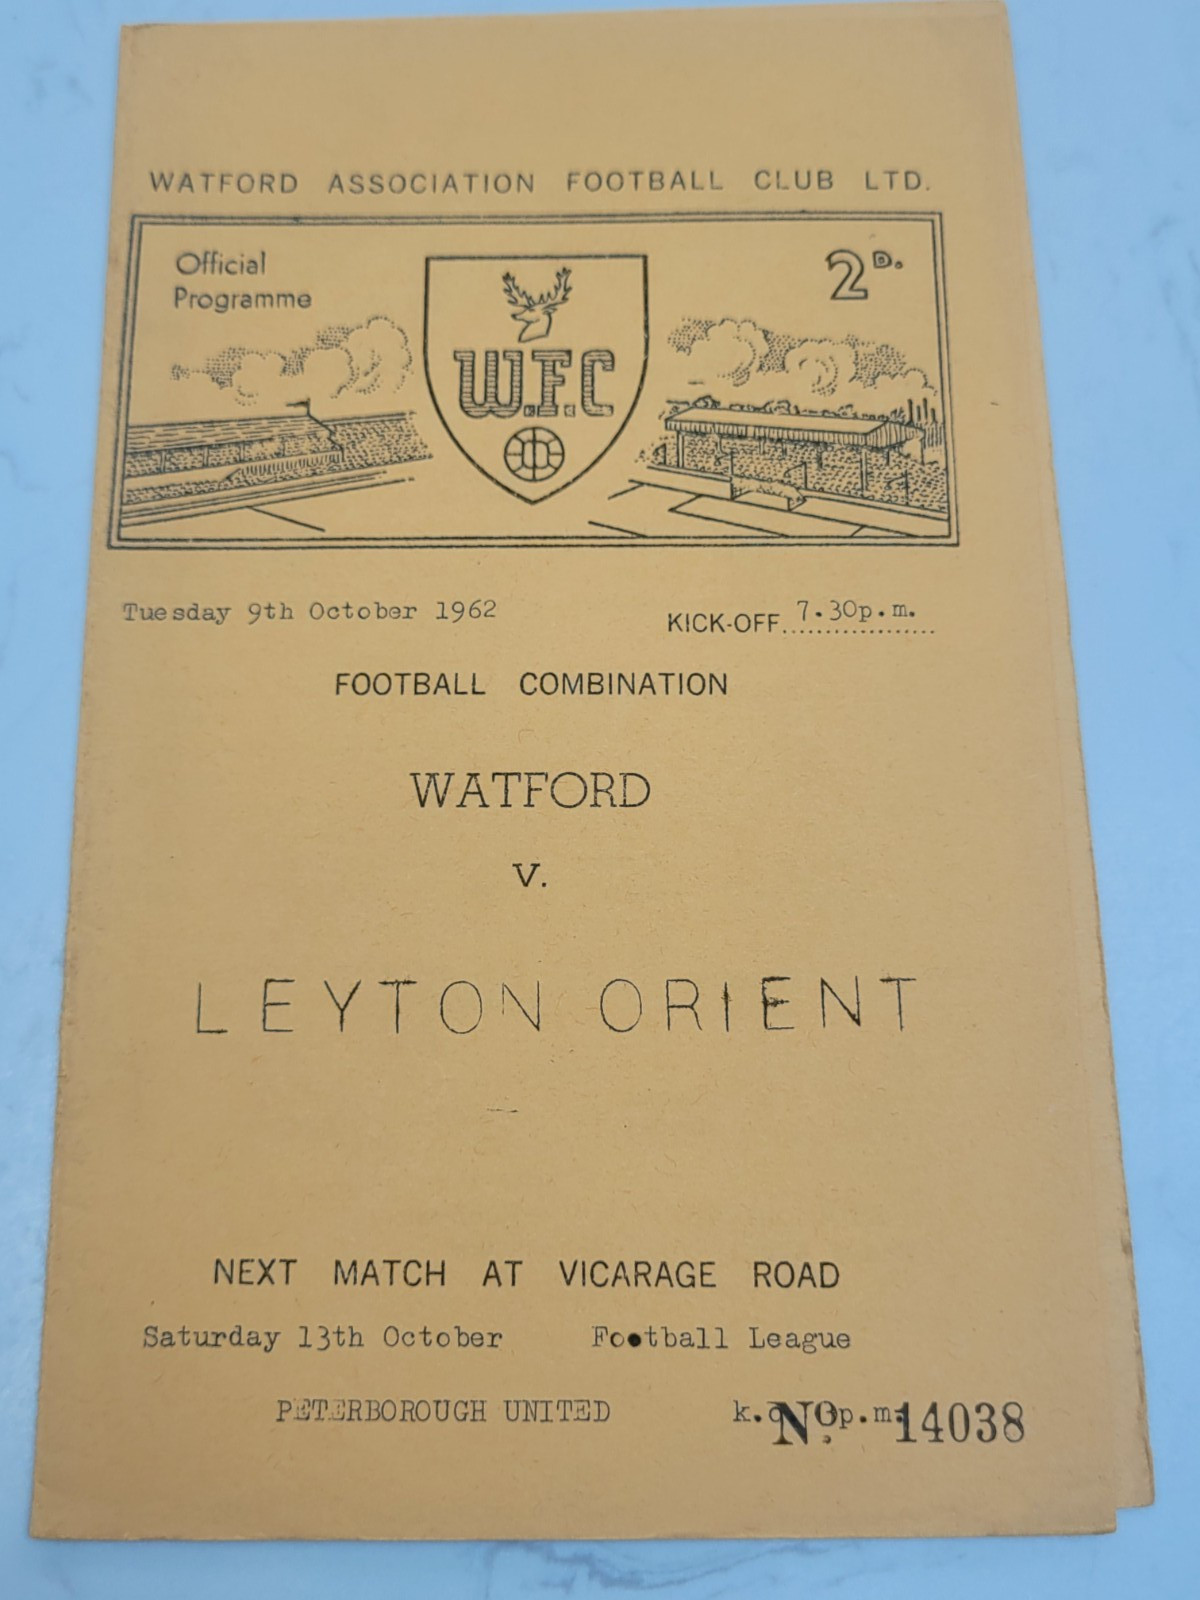 WATFORD ASSOCIATION FOOTBALL CLUB LTD.
Official
Programme
2D.
W.F.C
Tuesday 9th October 1962
KICK-OFF 7.30p.m.
FOOTBALL COMBINATION
WATFORD
v.
LEYTON ORIENT
NEXT MATCH AT VICARAGE ROAD
Saturday 13th October Football League
PETERBOROUGH UNITED
No. 14038